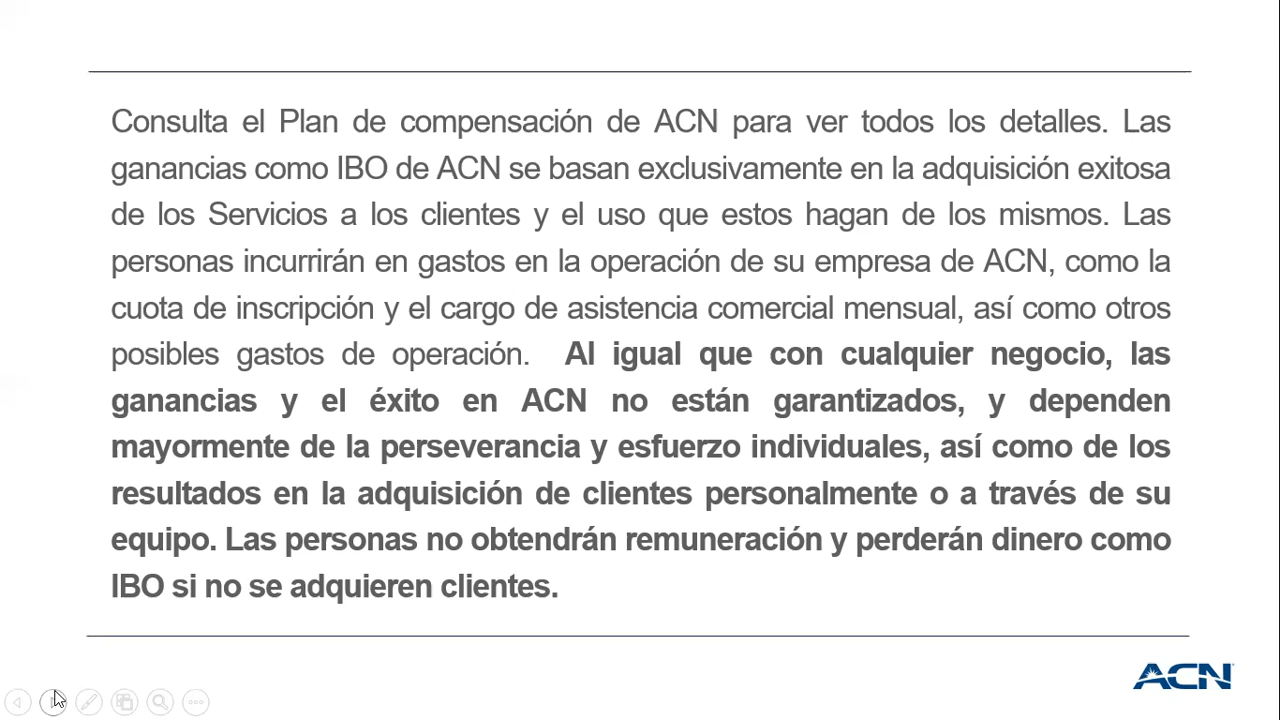 Consulta el Plan de compensación de ACN para ver todos los detalles. Las
ganancias como IBO de ACN se basan exclusivamente en la adquisición exitosa
de los Servicios a los clientes y el uso que estos hagan de los mismos. Las
personas incurrirán en gastos en la operación de su empresa de ACN, como la
cuota de inscripción y el cargo de asistencia comercial mensual, así como otros
posibles gastos de operación. Al igual que con cualquier negocio, las
ganancias y el éxito en ACN no están garantizados, y dependen
mayormente de la perseverancia y esfuerzo individuales, así como de los
resultados en la adquisición de clientes personalmente o a través de su
equipo. Las personas no obtendrán remuneración y perderán dinero como
IBO si no se adquieren clientes.
ACN